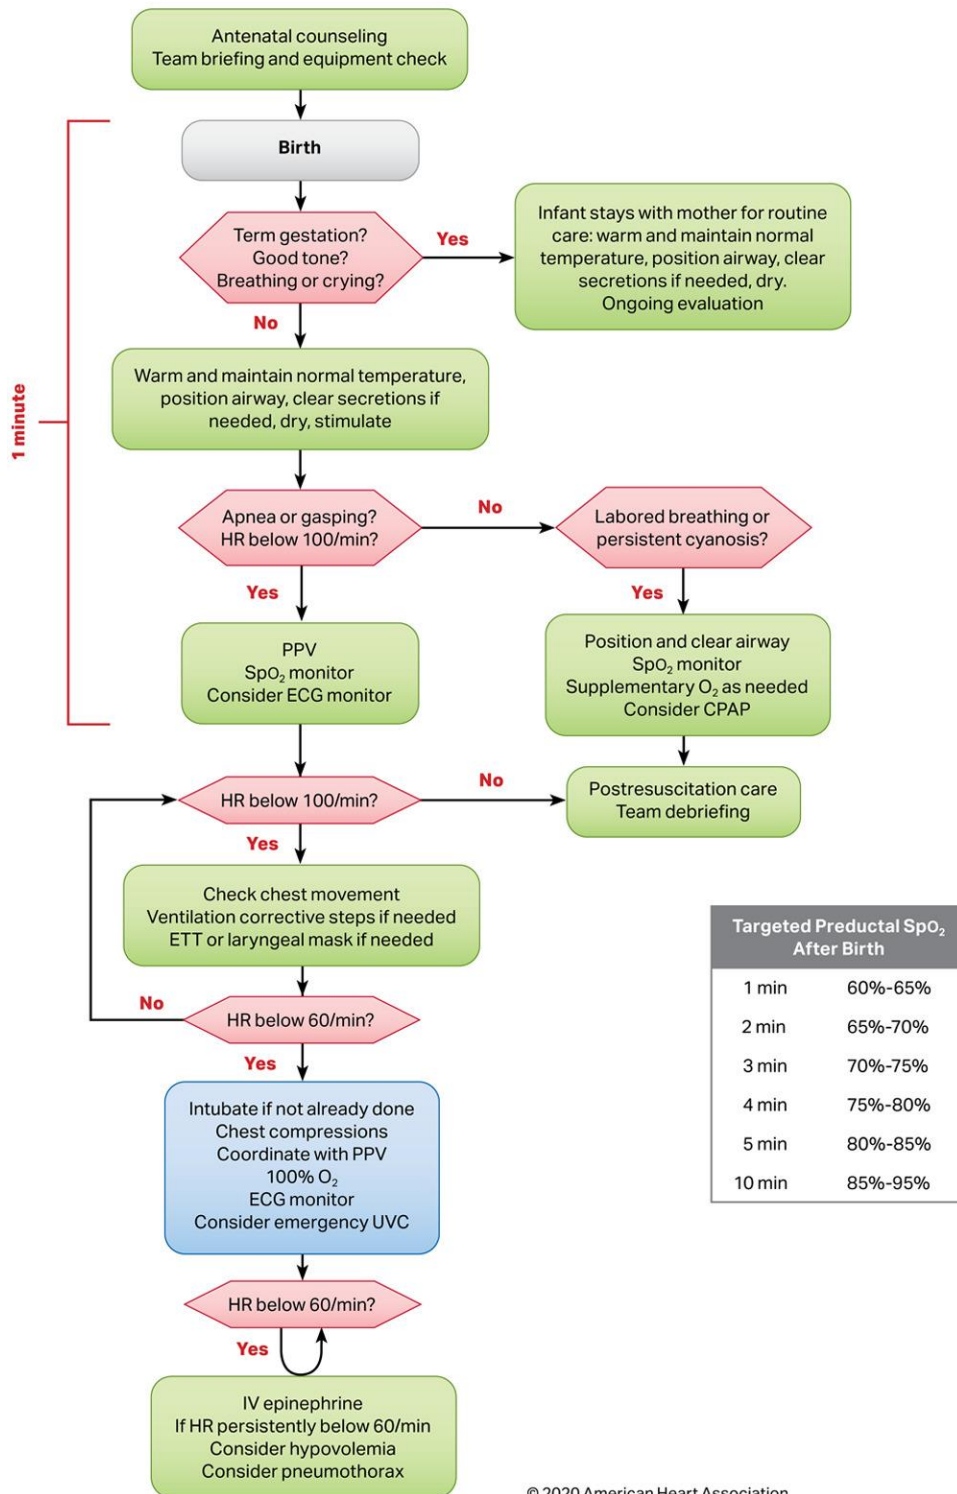 Antenatal counseling
Team briefing and equipment check
Birth
Term gestation?
Good tone?
Breathing or crying?
Yes
Infant stays with mother for routine
care: warm and maintain normal
temperature, position airway, clear
secretions if needed, dry.
Ongoing evaluation
No
Warm and maintain normal temperature,
position airway, clear secretions if
needed, dry, stimulate
1 minute
Apnea or gasping?
HR below 100/min?
No
Labored breathing or
persistent cyanosis?
Yes
Yes
PPV
SpO₂ monitor
Consider ECG monitor
Position and clear airway
SpO₂ monitor
Supplementary O₂ as needed
Consider CPAP
HR below 100/min?
No
Postresuscitation care
Team debriefing
Yes
Check chest movement
Ventilation corrective steps if needed
ETT or laryngeal mask if needed
No
HR below 60/min?
Yes
Intubate if not already done
Chest compressions
Coordinate with PPV
100% O₂
ECG monitor
Consider emergency UVC
HR below 60/min?
Yes
IV epinephrine
If HR persistently below 60/min
Consider hypovolemia
Consider pneumothorax
Targeted Preductal SpO₂
After Birth
1 min 60%-65%
2 min 65%-70%
3 min 70%-75%
4 min 75%-80%
5 min 80%-85%
10 min 85%-95%
© 2020 American Heart Association